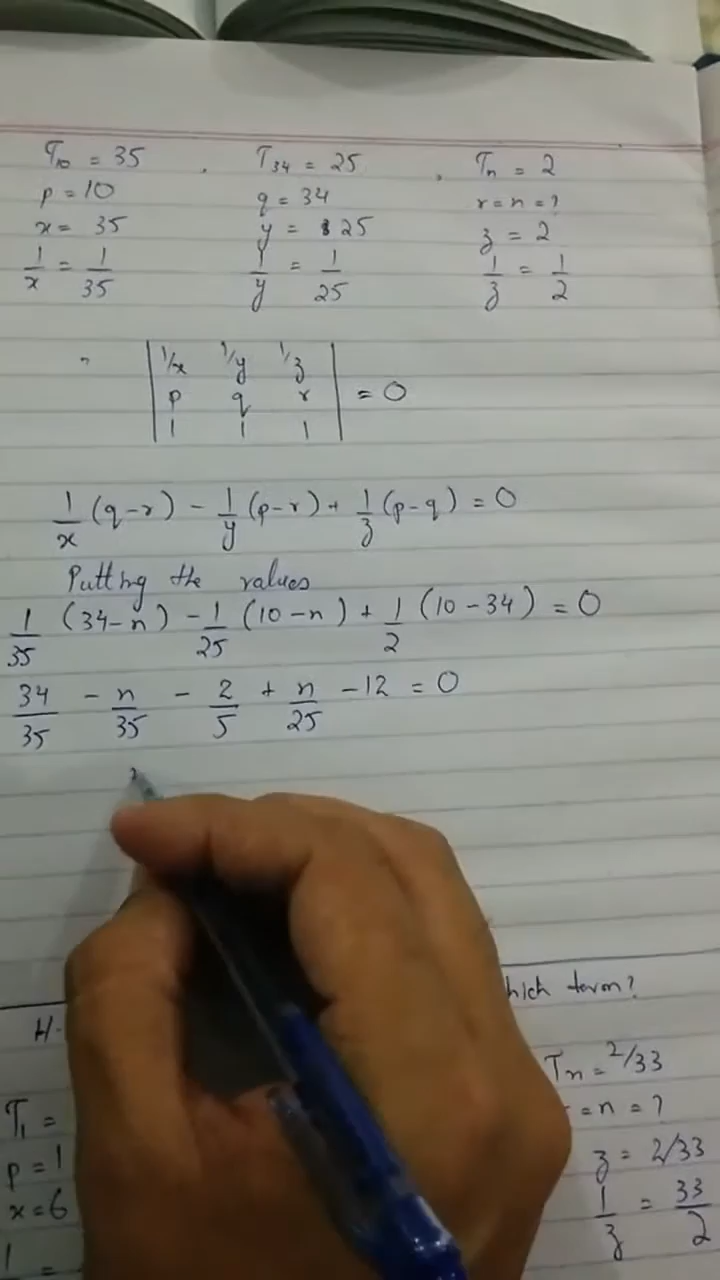 T₁₀ = 35 , T₃₄ = 25 , Tₙ = 2
p = 10 q = 34 r = n = ?
x = 35 y = 25 z = 2
1/x = 1/35 1/y = 1/25 1/z = 1/2
| 1/x 1/y 1/z |
| p q r | = 0
| 1 1 1 |
1/x (q-r) - 1/y (p-r) + 1/z (p-q) = 0
Putting the values
1/35 (34-n) - 1/25 (10-n) + 1/2 (10-34) = 0
34/35 - n/35 - 2/5 + n/25 - 12 = 0
term?
H.
Tₙ = 2/33
T₁ = = n = ?
p = 1 z = 2/33
x = 6 1/z = 33/2